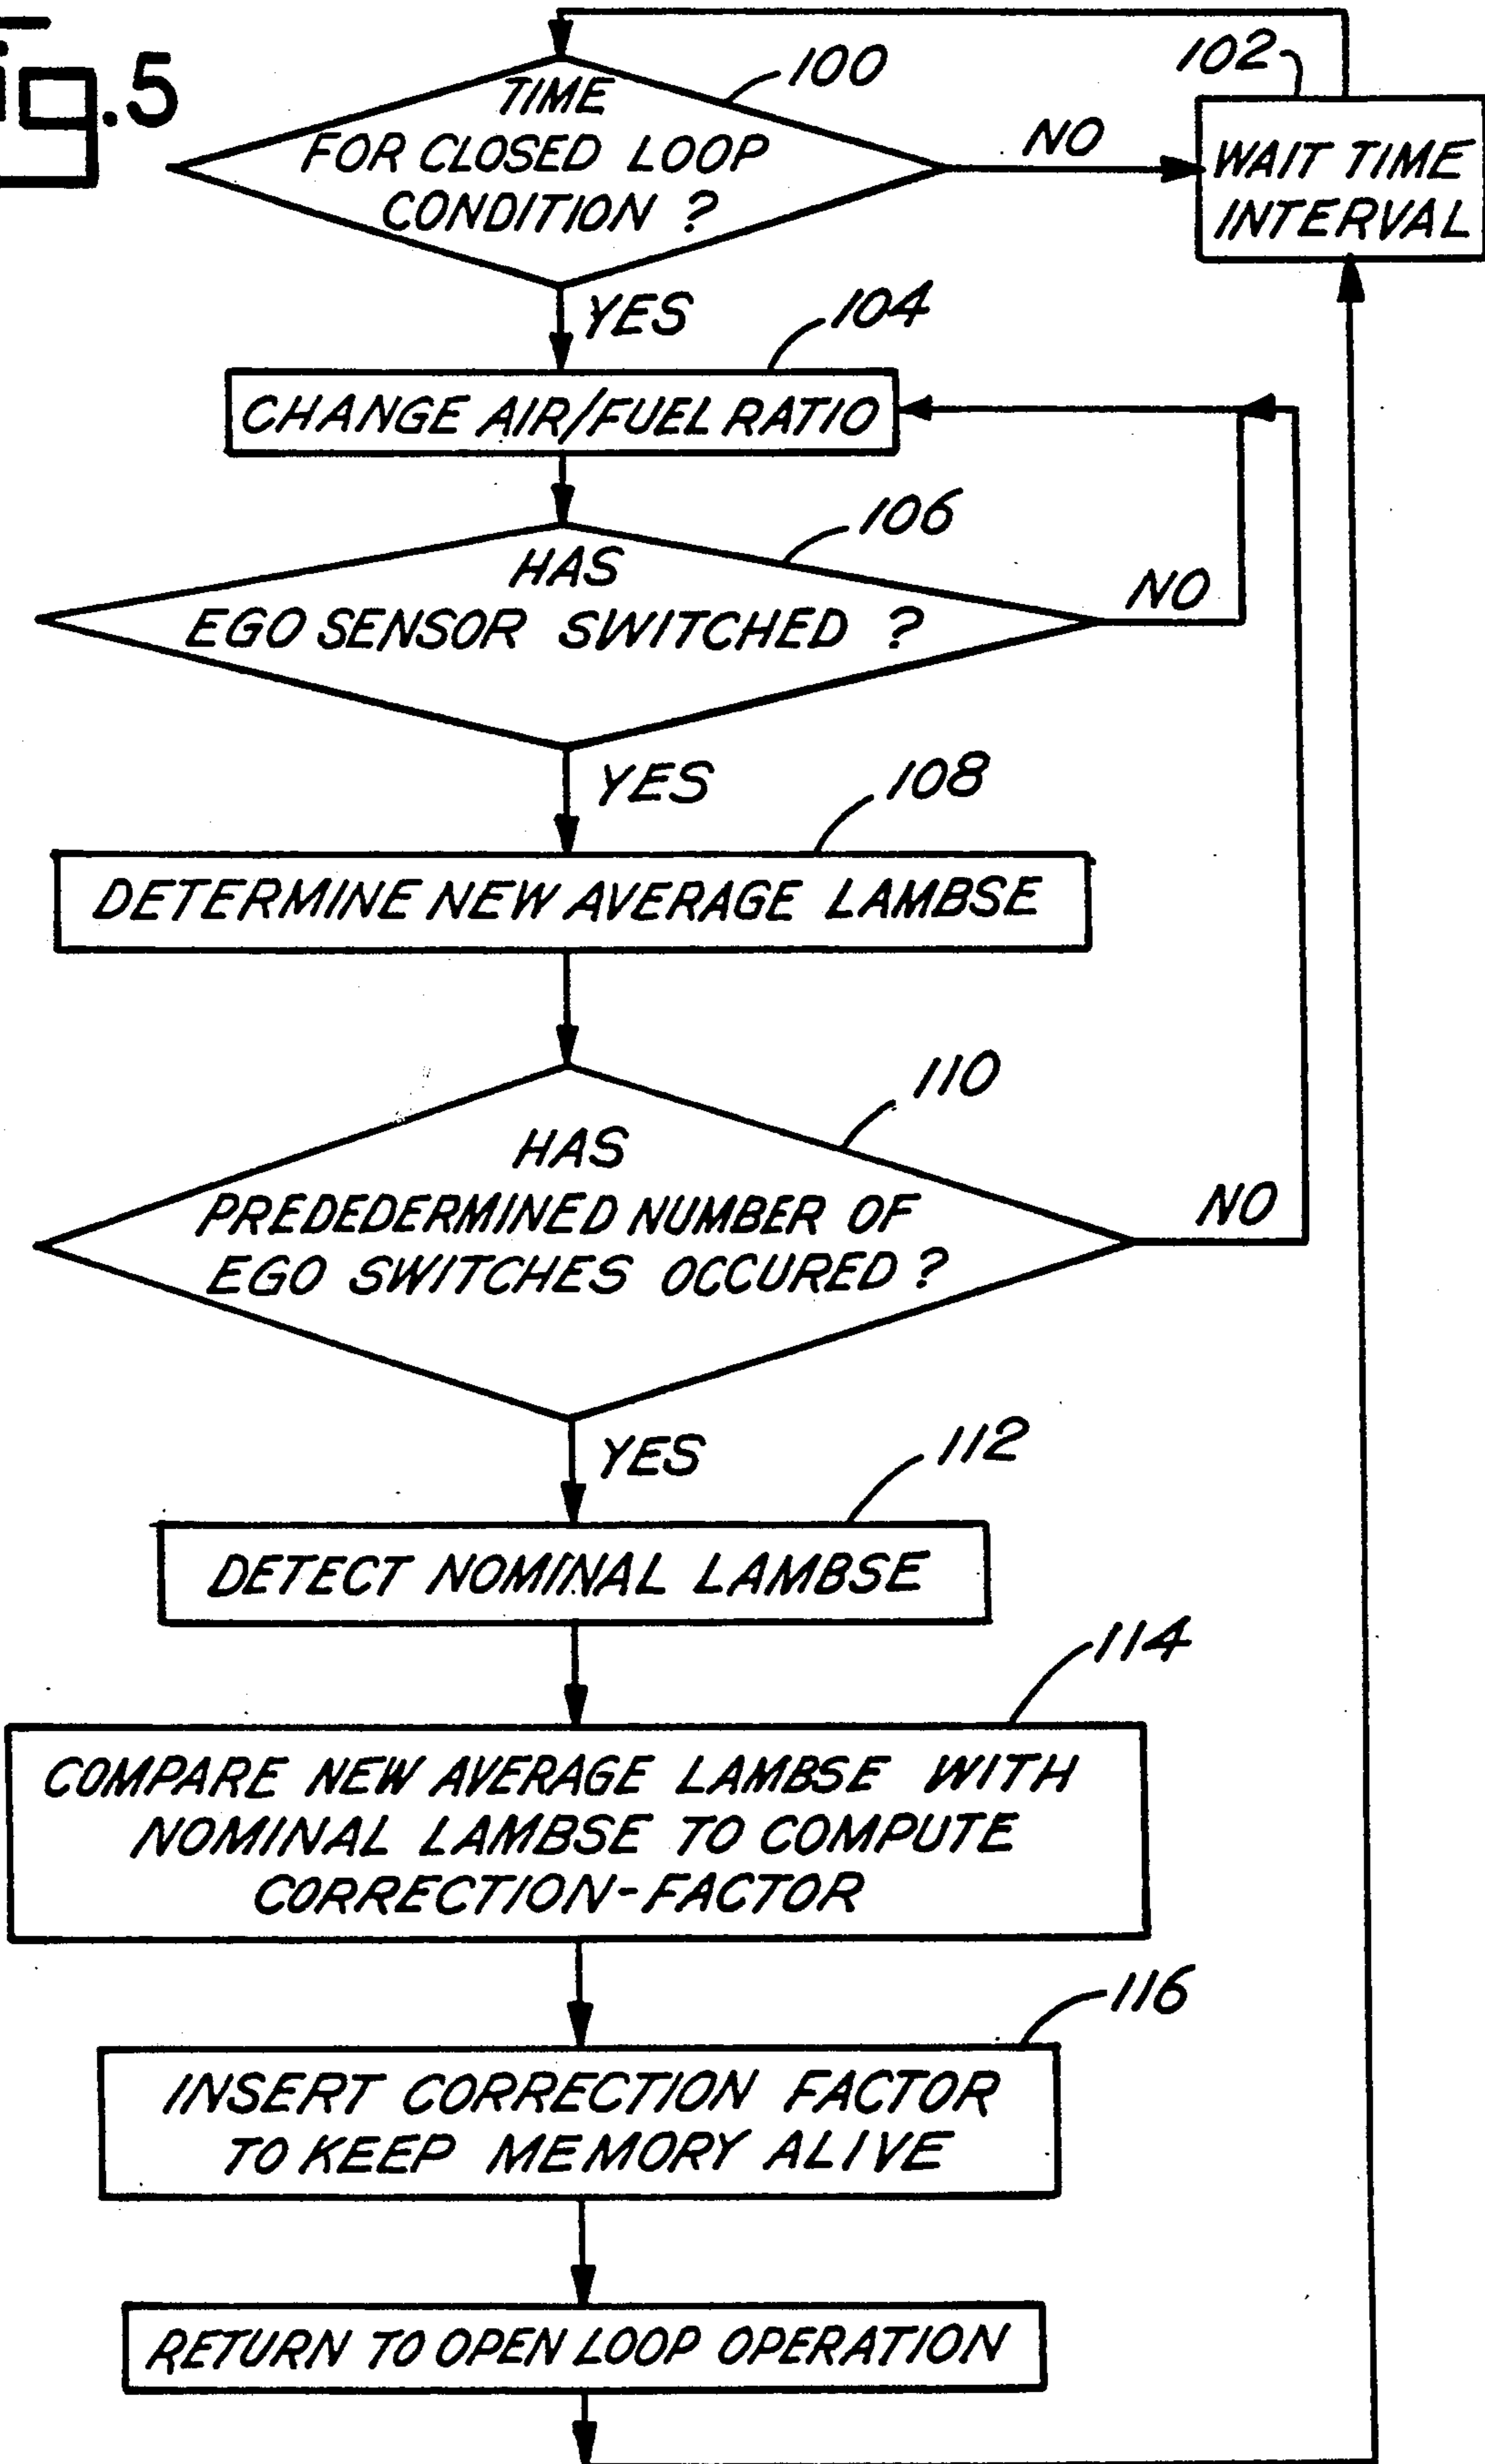 Fig.5
TIME
FOR CLOSED LOOP
CONDITION ?
100
NO
102
WAIT TIME
INTERVAL
YES
104
CHANGE AIR/FUEL RATIO
106
HAS
EGO SENSOR SWITCHED ?
NO
YES
108
DETERMINE NEW AVERAGE LAMBSE
110
HAS
PREDEDERMINED NUMBER OF
EGO SWITCHES OCCURED ?
NO
YES
112
DETECT NOMINAL LAMBSE
114
COMPARE NEW AVERAGE LAMBSE WITH
NOMINAL LAMBSE TO COMPUTE
CORRECTION-FACTOR
116
INSERT CORRECTION FACTOR
TO KEEP MEMORY ALIVE
RETURN TO OPEN LOOP OPERATION